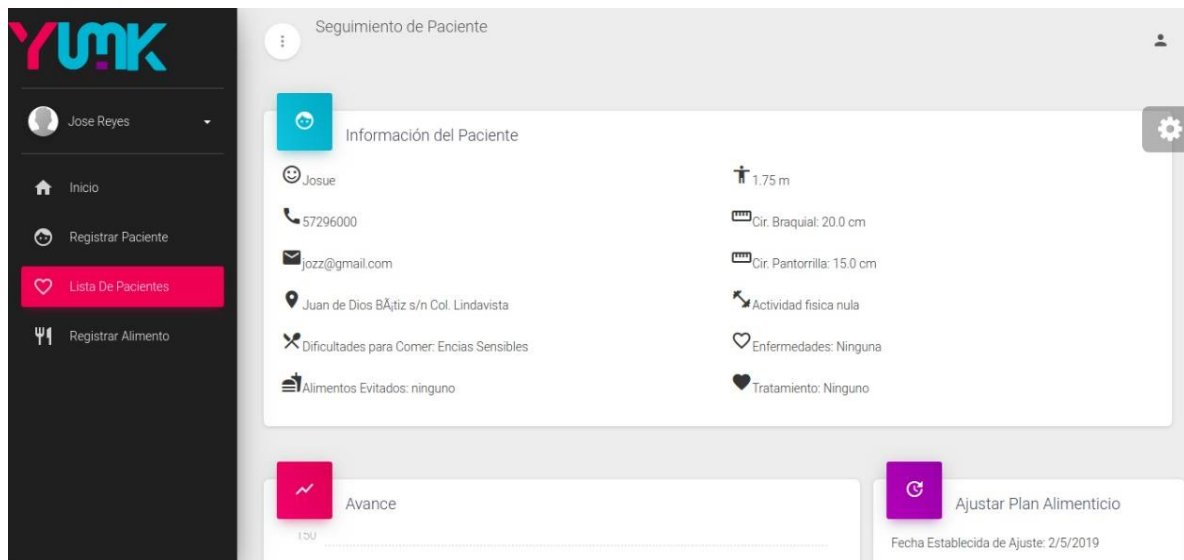 YUMK
Jose Reyes
Inicio
Registrar Paciente
Lista De Pacientes
Registrar Alimento
Seguimiento de Paciente
Información del Paciente
Josue
57296000
jozz@gmail.com
Juan de Dios BÃ¡tiz s/n Col. Lindavista
Dificultades para Comer: Encias Sensibles
Alimentos Evitados: ninguno
1.75 m
Cir. Braquial: 20.0 cm
Cir. Pantorrilla: 15.0 cm
Actividad fisica nula
Enfermedades: Ninguna
Tratamiento: Ninguno
Avance
150
Ajustar Plan Alimenticio
Fecha Establecida de Ajuste: 2/5/2019